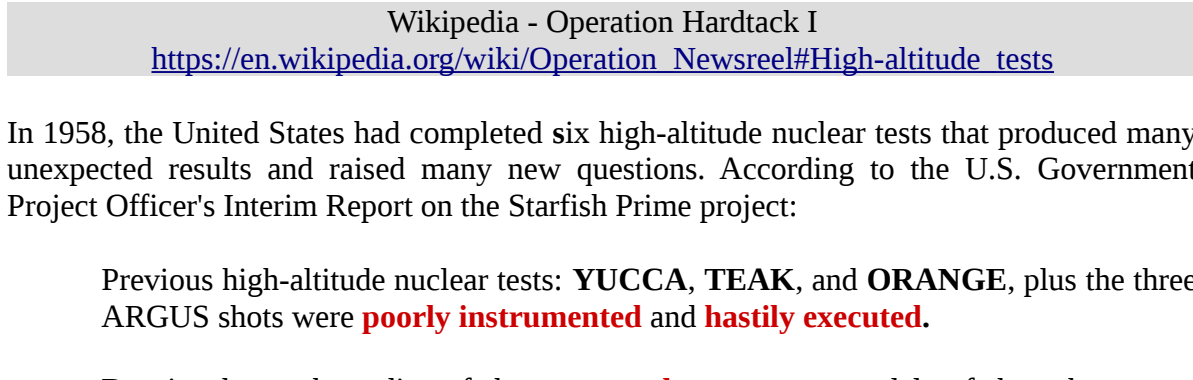 Wikipedia - Operation Hardtack I
https://en.wikipedia.org/wiki/Operation_Newsreel#High-altitude_tests
In 1958, the United States had completed six high-altitude nuclear tests that produced many
unexpected results and raised many new questions. According to the U.S. Government
Project Officer's Interim Report on the Starfish Prime project:
Previous high-altitude nuclear tests: YUCCA, TEAK, and ORANGE, plus the three
ARGUS shots were poorly instrumented and hastily executed.